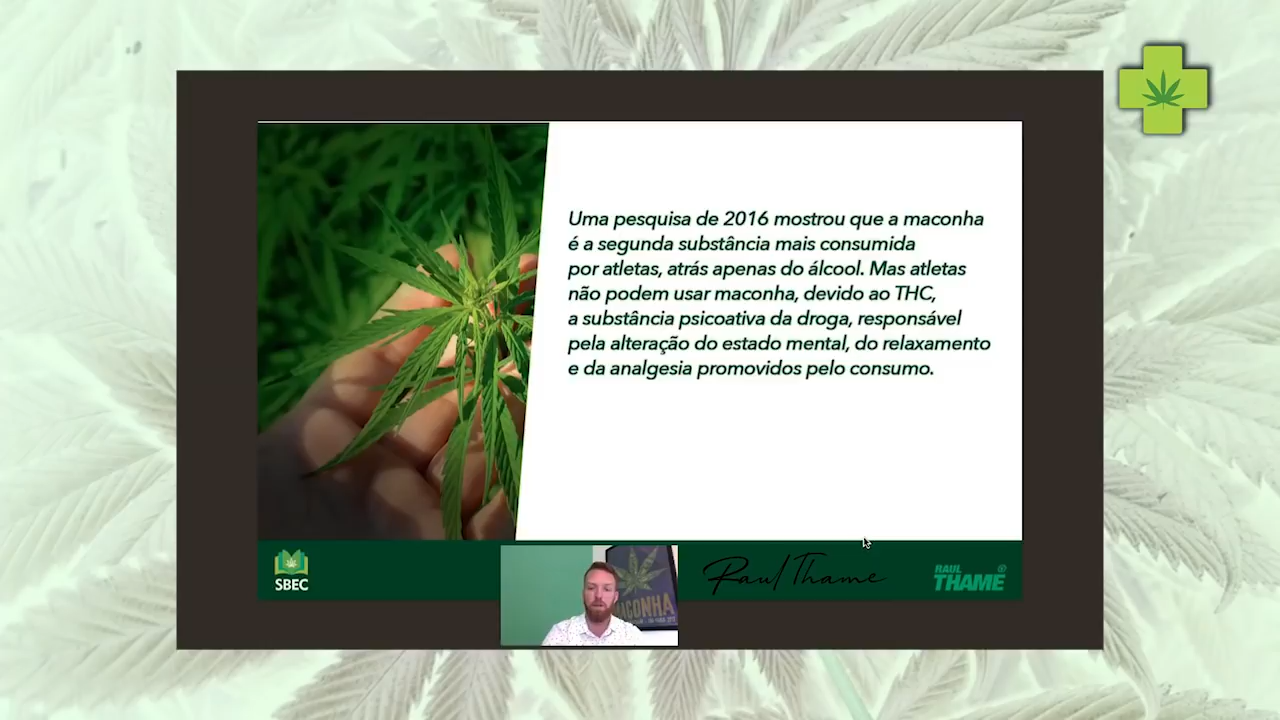 Uma pesquisa de 2016 mostrou que a maconha
é a segunda substância mais consumida
por atletas, atrás apenas do álcool. Mas atletas
não podem usar maconha, devido ao THC,
a substância psicoativa da droga, responsável
pela alteração do estado mental, do relaxamento
e da analgesia promovidos pelo consumo.
SBEC
MACONHA
Raul Thame
RAUL
THAME